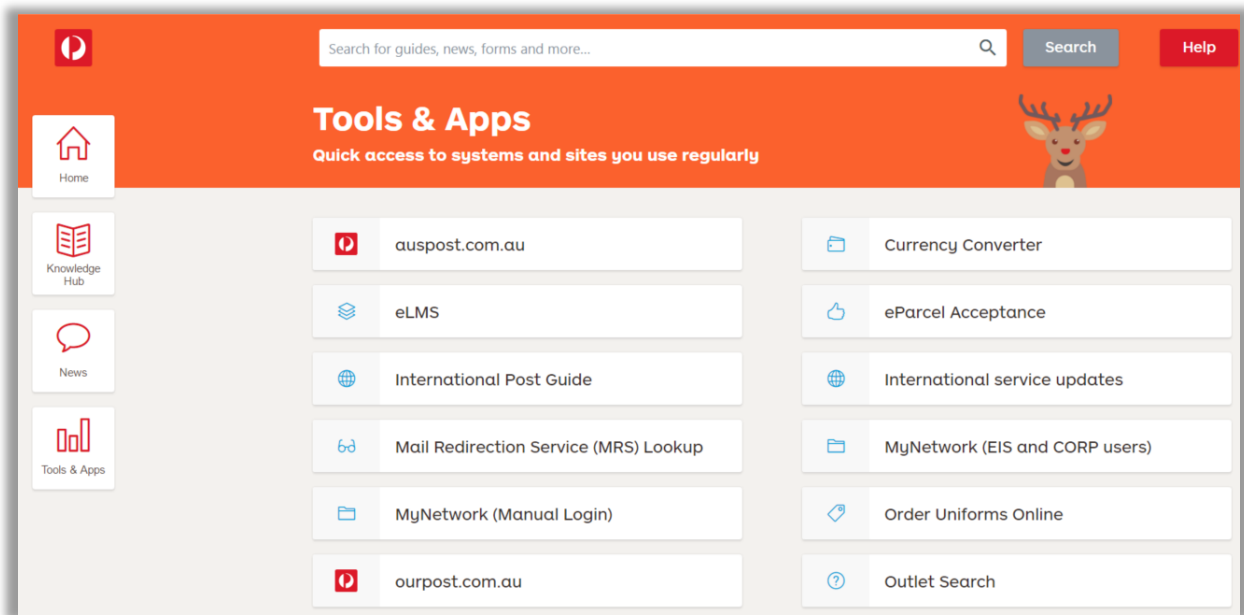 Search for guides, news, forms and more...
Search
Help
Tools & Apps
Quick access to systems and sites you use regularly
Home
Knowledge
Hub
News
Tools & Apps
auspost.com.au
Currency Converter
eLMS
eParcel Acceptance
International Post Guide
International service updates
Mail Redirection Service (MRS) Lookup
MyNetwork (EIS and CORP users)
MyNetwork (Manual Login)
Order Uniforms Online
ourpost.com.au
Outlet Search